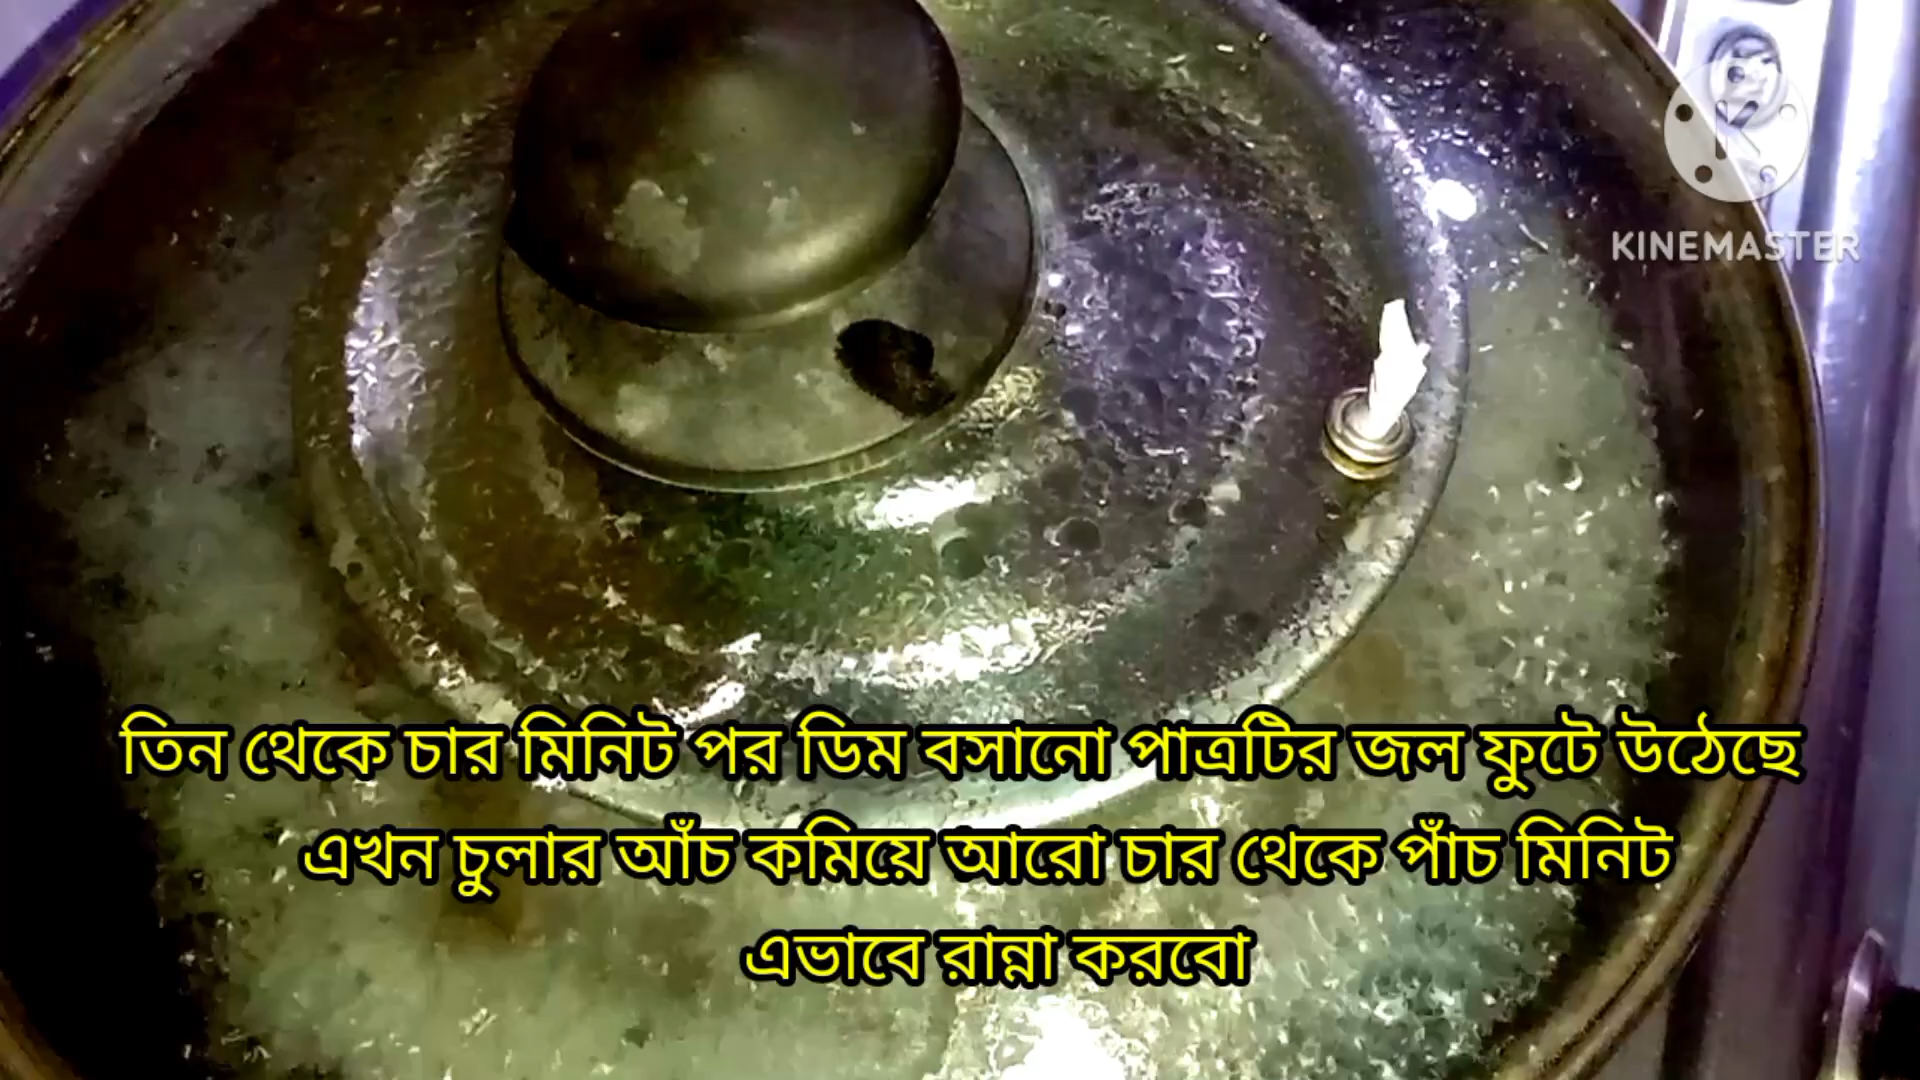 KINEMASTER
তিন থেকে চার মিনিট পর ডিম বসানো পাত্রটির জল ফুটে উঠেছে
এখন চুলার আঁচ কমিয়ে আরো চার থেকে পাঁচ মিনিট
এভাবে রান্না করবো